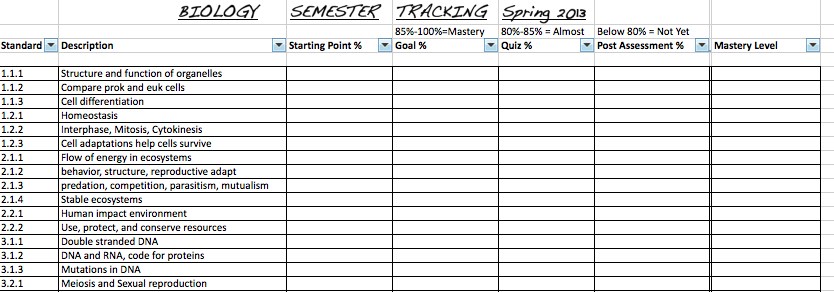 BIOLOGY SEMESTER TRACKING Spring 2013
85%-100%=Mastery 80%-85% = Almost Below 80% = Not Yet
Standard Description Starting Point % Goal % Quiz % Post Assessment % Mastery Level
1.1.1 Structure and function of organelles
1.1.2 Compare prok and euk cells
1.1.3 Cell differentiation
1.2.1 Homeostasis
1.2.2 Interphase, Mitosis, Cytokinesis
1.2.3 Cell adaptations help cells survive
2.1.1 Flow of energy in ecosystems
2.1.2 behavior, structure, reproductive adapt
2.1.3 predation, competition, parasitism, mutualism
2.1.4 Stable ecosystems
2.2.1 Human impact environment
2.2.2 Use, protect, and conserve resources
3.1.1 Double stranded DNA
3.1.2 DNA and RNA, code for proteins
3.1.3 Mutations in DNA
3.2.1 Meiosis and Sexual reproduction